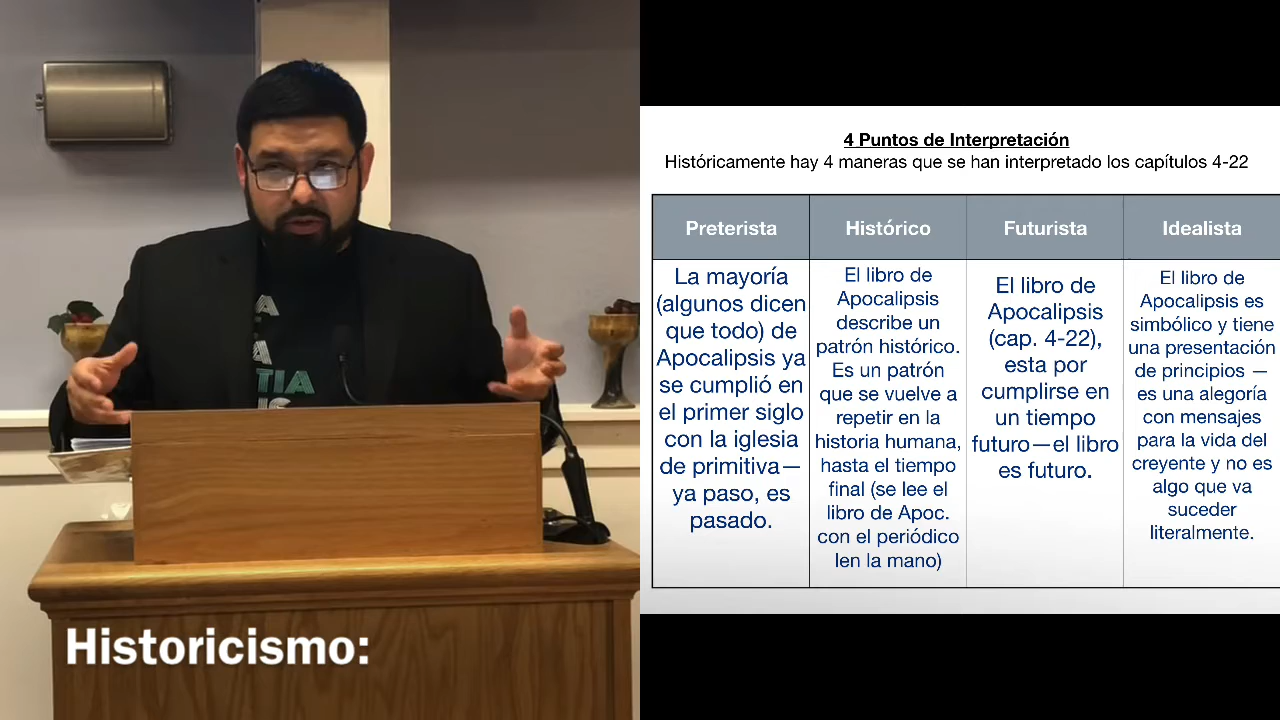 A
A
TIA
Historicismo:
4 Puntos de Interpretación
Históricamente hay 4 maneras que se han interpretado los capítulos 4-22
Preterista
Histórico
Futurista
Idealista
La mayoría
(algunos dicen
que todo) de
Apocalipsis ya
se cumplió en
el primer siglo
con la iglesia
de primitiva—
ya paso, es
pasado.
El libro de
Apocalipsis
describe un
patrón histórico.
Es un patrón
que se vuelve a
repetir en la
historia humana,
hasta el tiempo
final (se lee el
libro de Apoc.
con el periódico
len la mano)
El libro de
Apocalipsis
(cap. 4-22),
esta por
cumplirse en
un tiempo
futuro—el libro
es futuro.
El libro de
Apocalipsis es
simbólico y tiene
una presentación
de principios —
es una alegoría
con mensajes
para la vida del
creyente y no es
algo que va
suceder
literalmente.